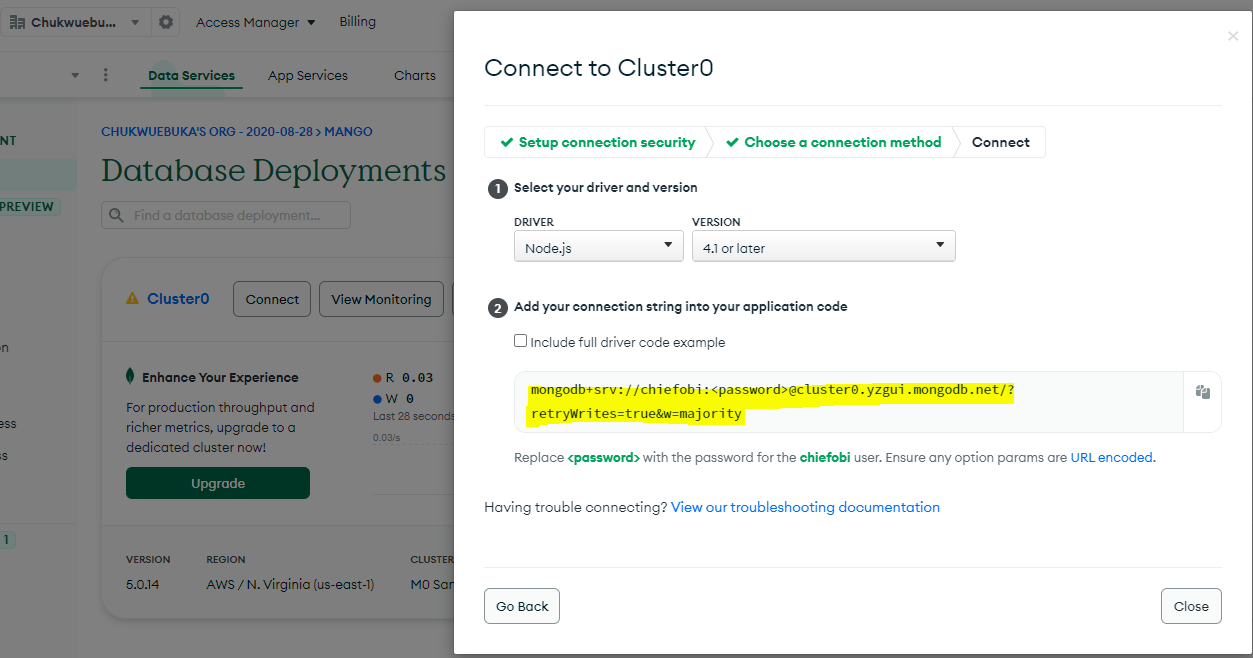 Chukwuebu...
Access Manager
Billing
Data Services
App Services
Charts
CHUKWUEBUKA'S ORG - 2020-08-28 > MANGO
NT
Database Deployments
PREVIEW
Find a database deployment...
Cluster0
Connect
View Monitoring
Enhance Your Experience
For production throughput and
richer metrics, upgrade to a
dedicated cluster now!
Upgrade
R 0.03
W 0
Last 28 seconds
0.03/s
1
VERSION
5.0.14
REGION
AWS / N. Virginia (us-east-1)
CLUSTER
M0 San
Connect to Cluster0
Setup connection security
Choose a connection method
Connect
1 Select your driver and version
DRIVER
Node.js
VERSION
4.1 or later
2 Add your connection string into your application code
Include full driver code example
mongodb+srv://chiefobi:<password>@cluster0.yzgui.mongodb.net/?
retryWrites=true&w=majority
Replace <password> with the password for the chiefobi user. Ensure any option params are URL encoded.
Having trouble connecting? View our troubleshooting documentation
Go Back
Close